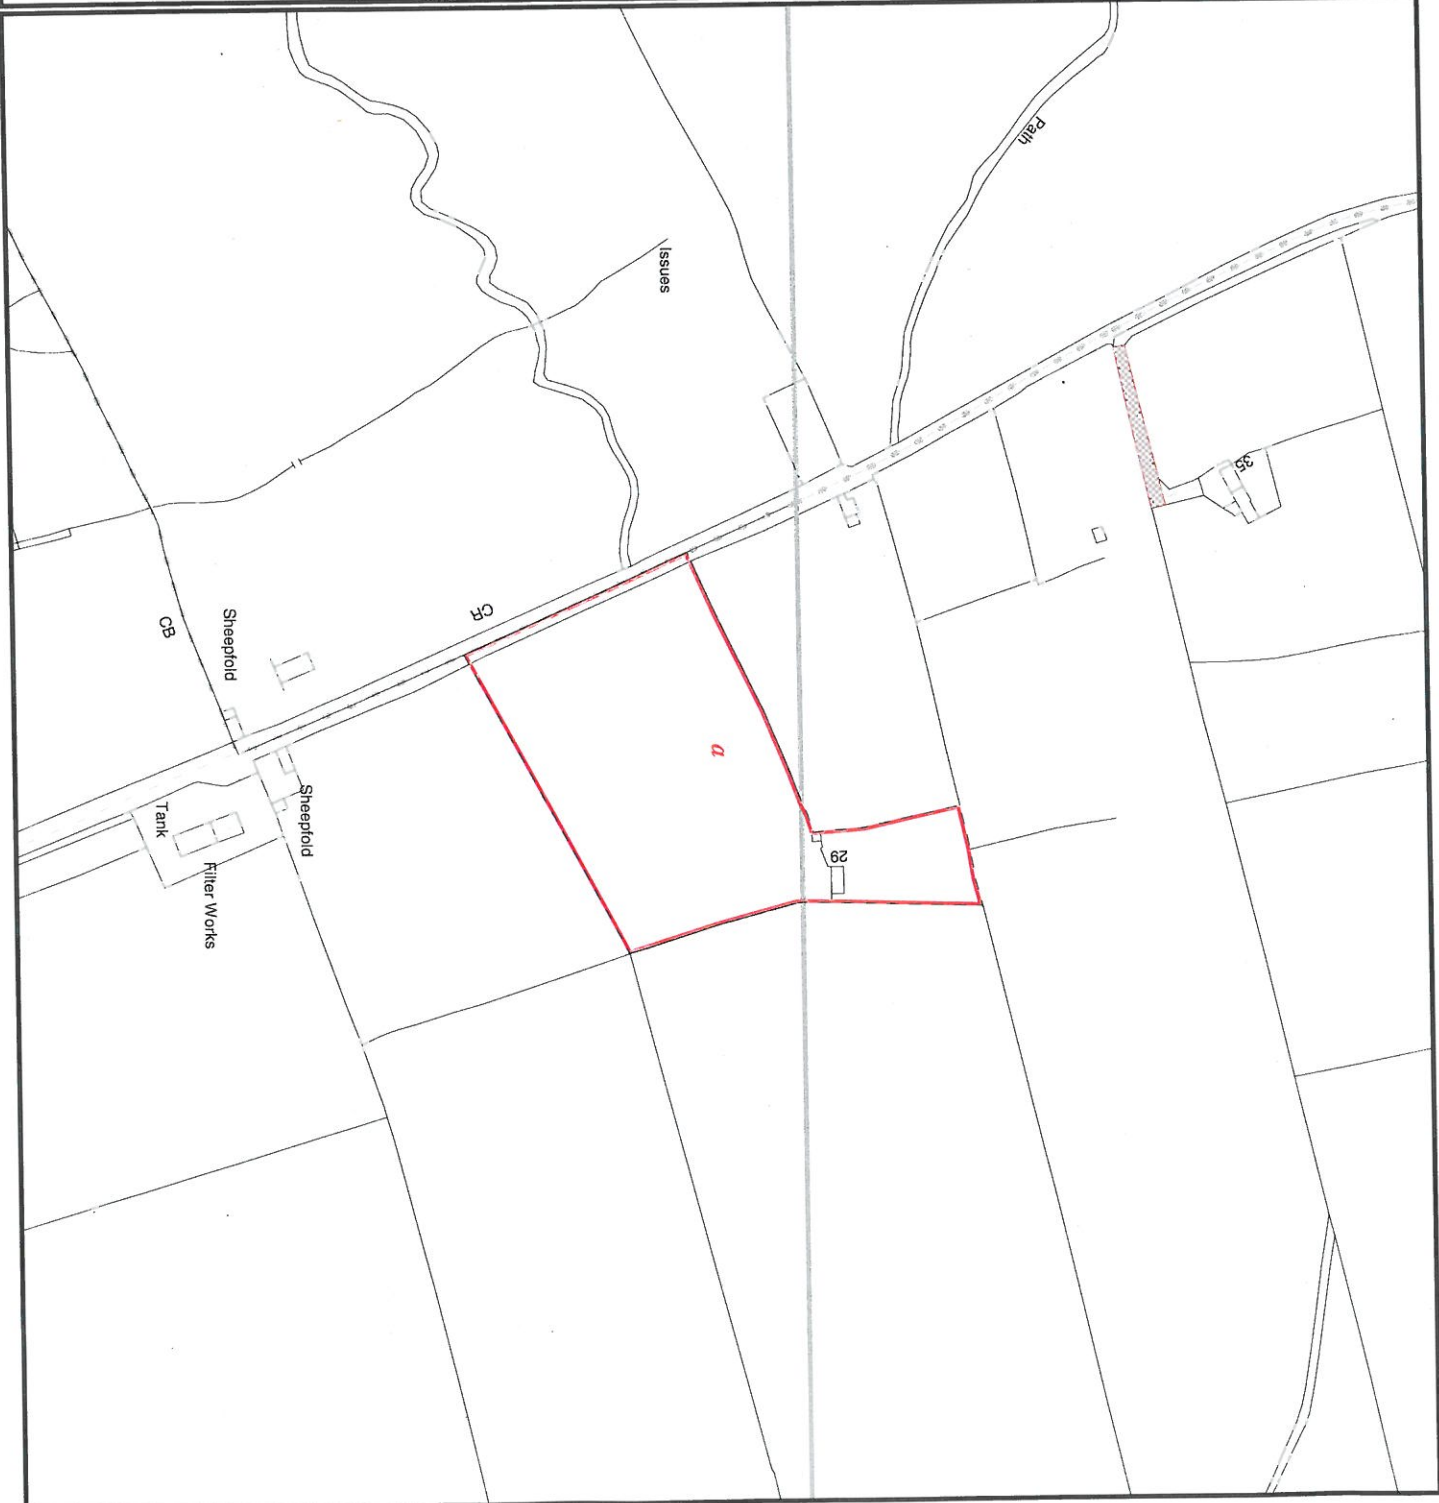 Path
Issues
35
CR
Sheepfold
CB
a
Sheepfold
Tank
Filter Works
29